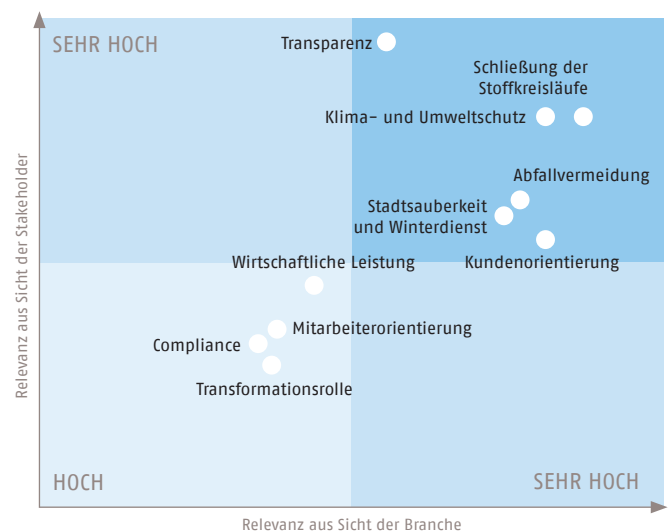 SEHR HOCH
Transparenz
Schließung der
Stoffkreisläufe
Klima- und Umweltschutz
Abfallvermeidung
Stadtsauberkeit
und Winterdienst
Kundenorientierung
Wirtschaftliche Leistung
Mitarbeiterorientierung
Compliance
Transformationsrolle
HOCH
SEHR HOCH
Relevanz aus Sicht der Stakeholder
Relevanz aus Sicht der Branche